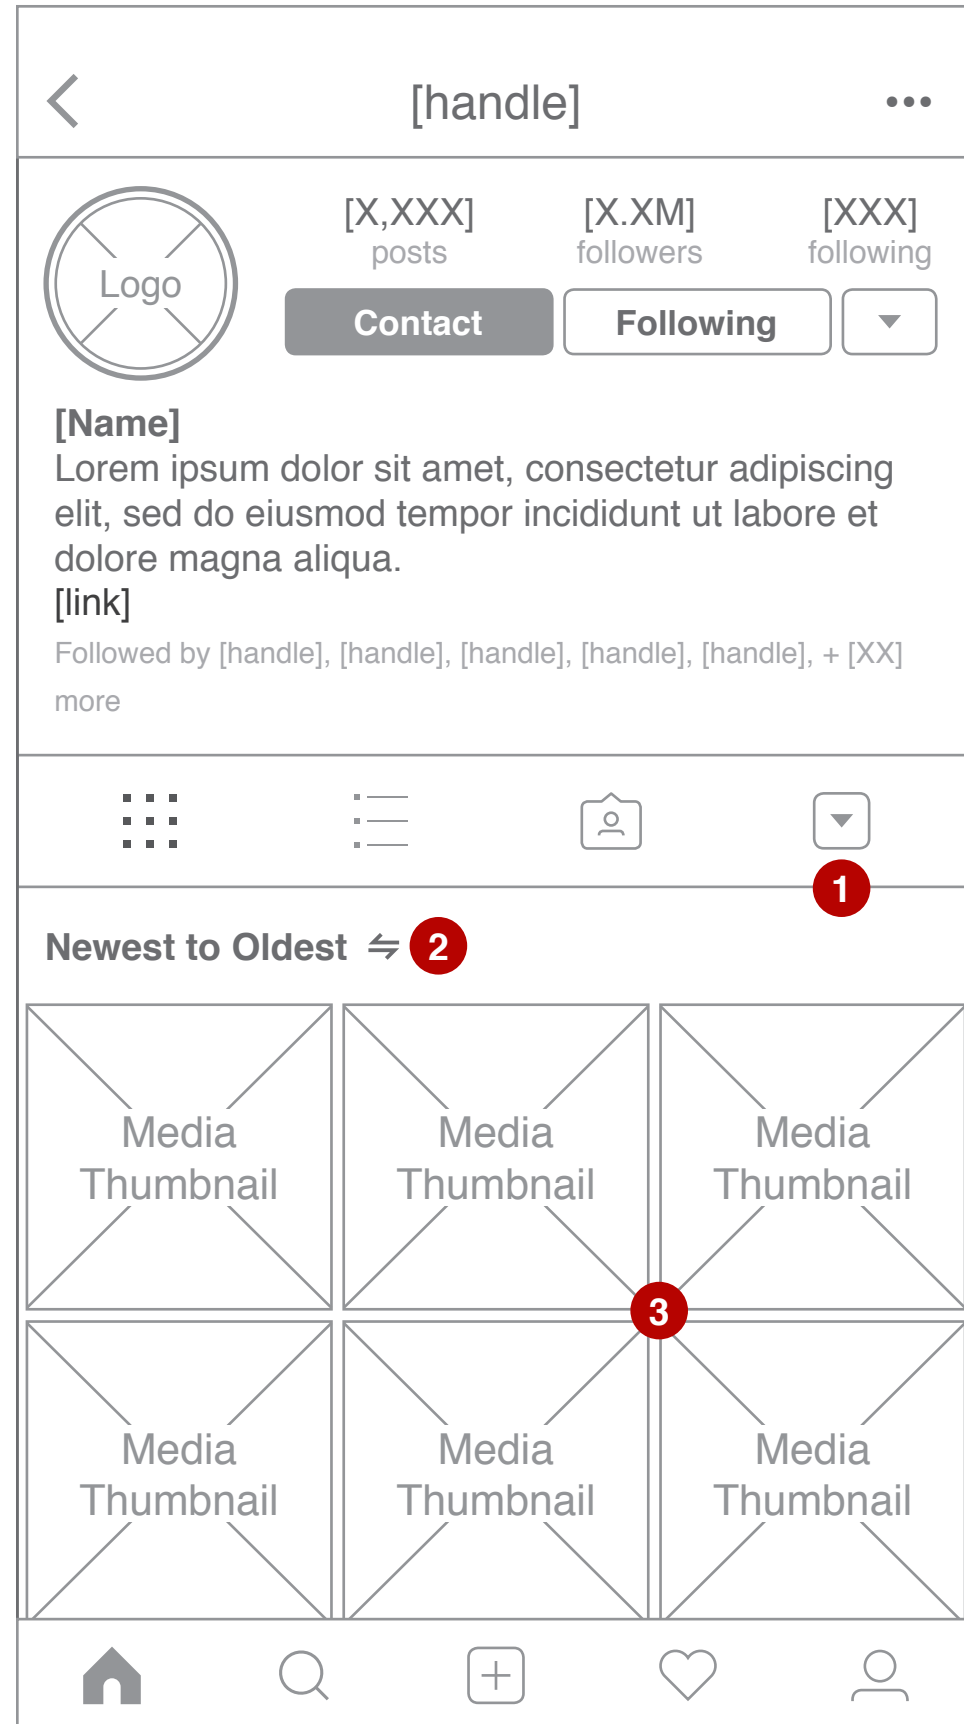 [handle]
[X,XXX] [X.XM] [XXX]
posts followers following
Logo
Contact Following
[Name]
Lorem ipsum dolor sit amet, consectetur adipiscing
elit, sed do eiusmod tempor incididunt ut labore et
dolore magna aliqua.
[link]
Followed by [handle], [handle], [handle], [handle], [handle], + [XX]
more
1
Newest to Oldest 2
Media Media Media
Thumbnail Thumbnail Thumbnail
3
Media Media Media
Thumbnail Thumbnail Thumbnail